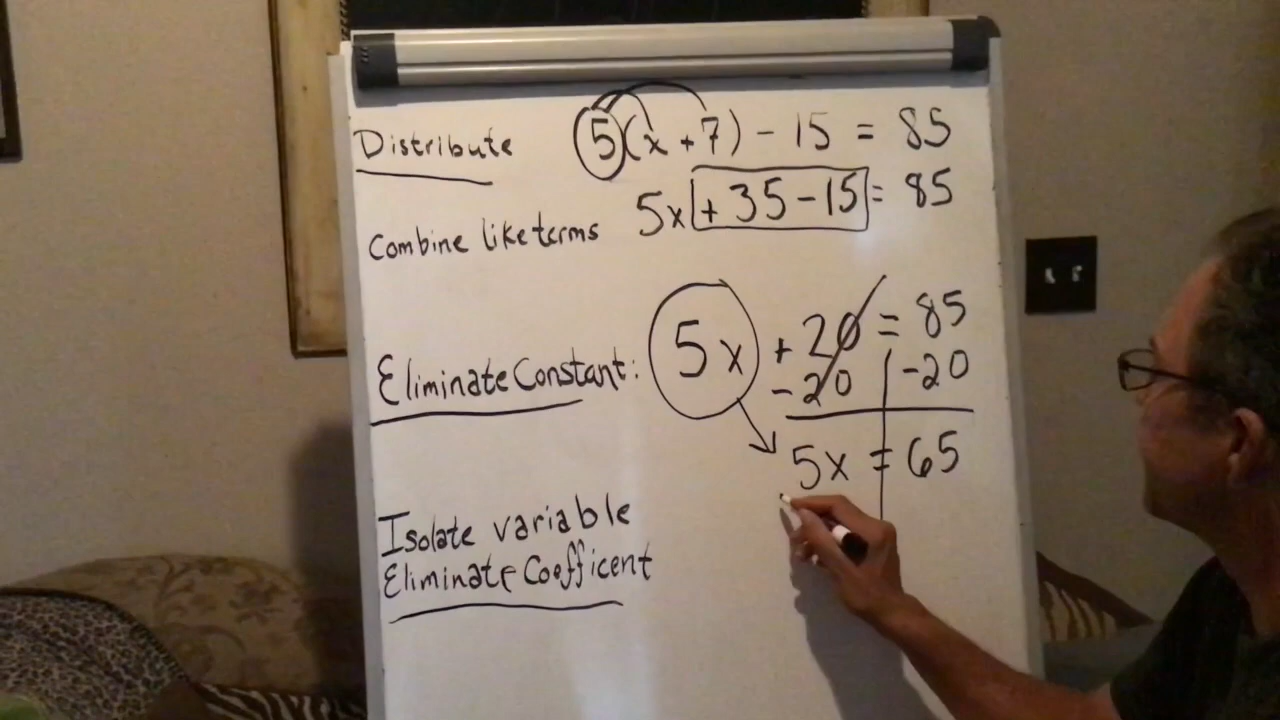 Distribute 5(x + 7) - 15 = 85
5x + 35 - 15 = 85
Combine like terms
5x + 20 = 85
Eliminate Constant: -20 -20
5x = 65
Isolate variable
Eliminate Coefficent